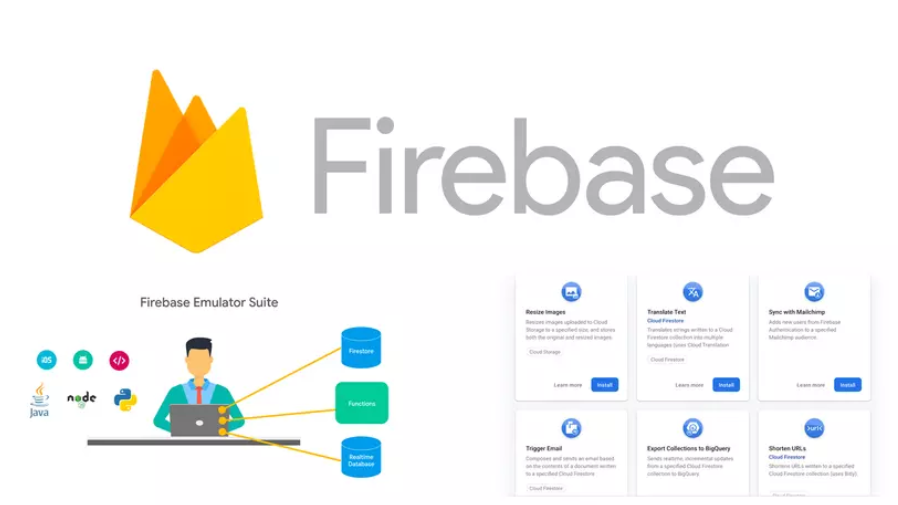 Firebase
Firebase Emulator Suite
iOS
</>
Java
node
Firestore
Functions
Realtime
Database
Resize Images
Resize images uploaded to Cloud
Storage to a specified size, and stores
both the original and resized images.
Cloud Storage
Learn more
Install
Translate Text
Cloud Firestore
Translates strings written to a Cloud
Firestore collection into multiple
languages (uses Cloud Translation
Cloud Firestore
Learn more
Install
Sync with Mailchimp
Adds new users from Firebase
Authentication to a specified
Mailchimp audience.
Learn more
Install
Trigger Email
Composes and sends an email based
on the contents of a document written
to a specified Cloud Firestore
Cloud Firestore
Export Collections to BigQuery
Sends realtime, incremental updates
from a specified Cloud Firestore
collection to BigQuery
Shorten URLs
Cloud Firestore
Shortens URLs written to a specified
Cloud Firestore collection (uses Bitly).
Cloud Firestore